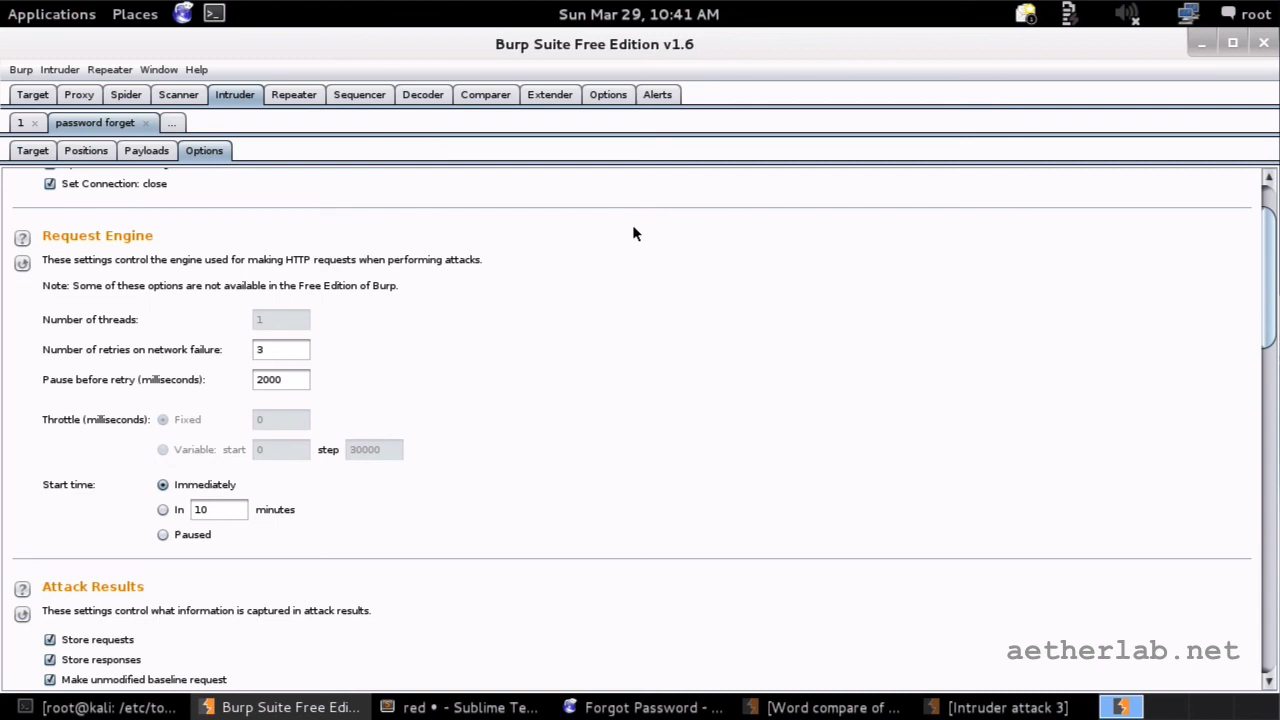 Applications Places Sun Mar 29, 10:41 AM root
Burp Suite Free Edition v1.6
Burp Intruder Repeater Window Help
Target Proxy Spider Scanner Intruder Repeater Sequencer Decoder Comparer Extender Options Alerts
1 × password forget × ...
Target Positions Payloads Options
Set Connection: close
? Request Engine
These settings control the engine used for making HTTP requests when performing attacks.
Note: Some of these options are not available in the Free Edition of Burp.
Number of threads: 1
Number of retries on network failure: 3
Pause before retry (milliseconds): 2000
Throttle (milliseconds): Fixed 0
Variable: start 0 step 30000
Start time: Immediately
In 10 minutes
Paused
? Attack Results
These settings control what information is captured in attack results.
Store requests
Store responses
Make unmodified baseline request
aetherlab.net
[root@kali: /etc/to... Burp Suite Free Edi... red • - Sublime Te... Forgot Password - ... [Word compare of ... [Intruder attack 3]